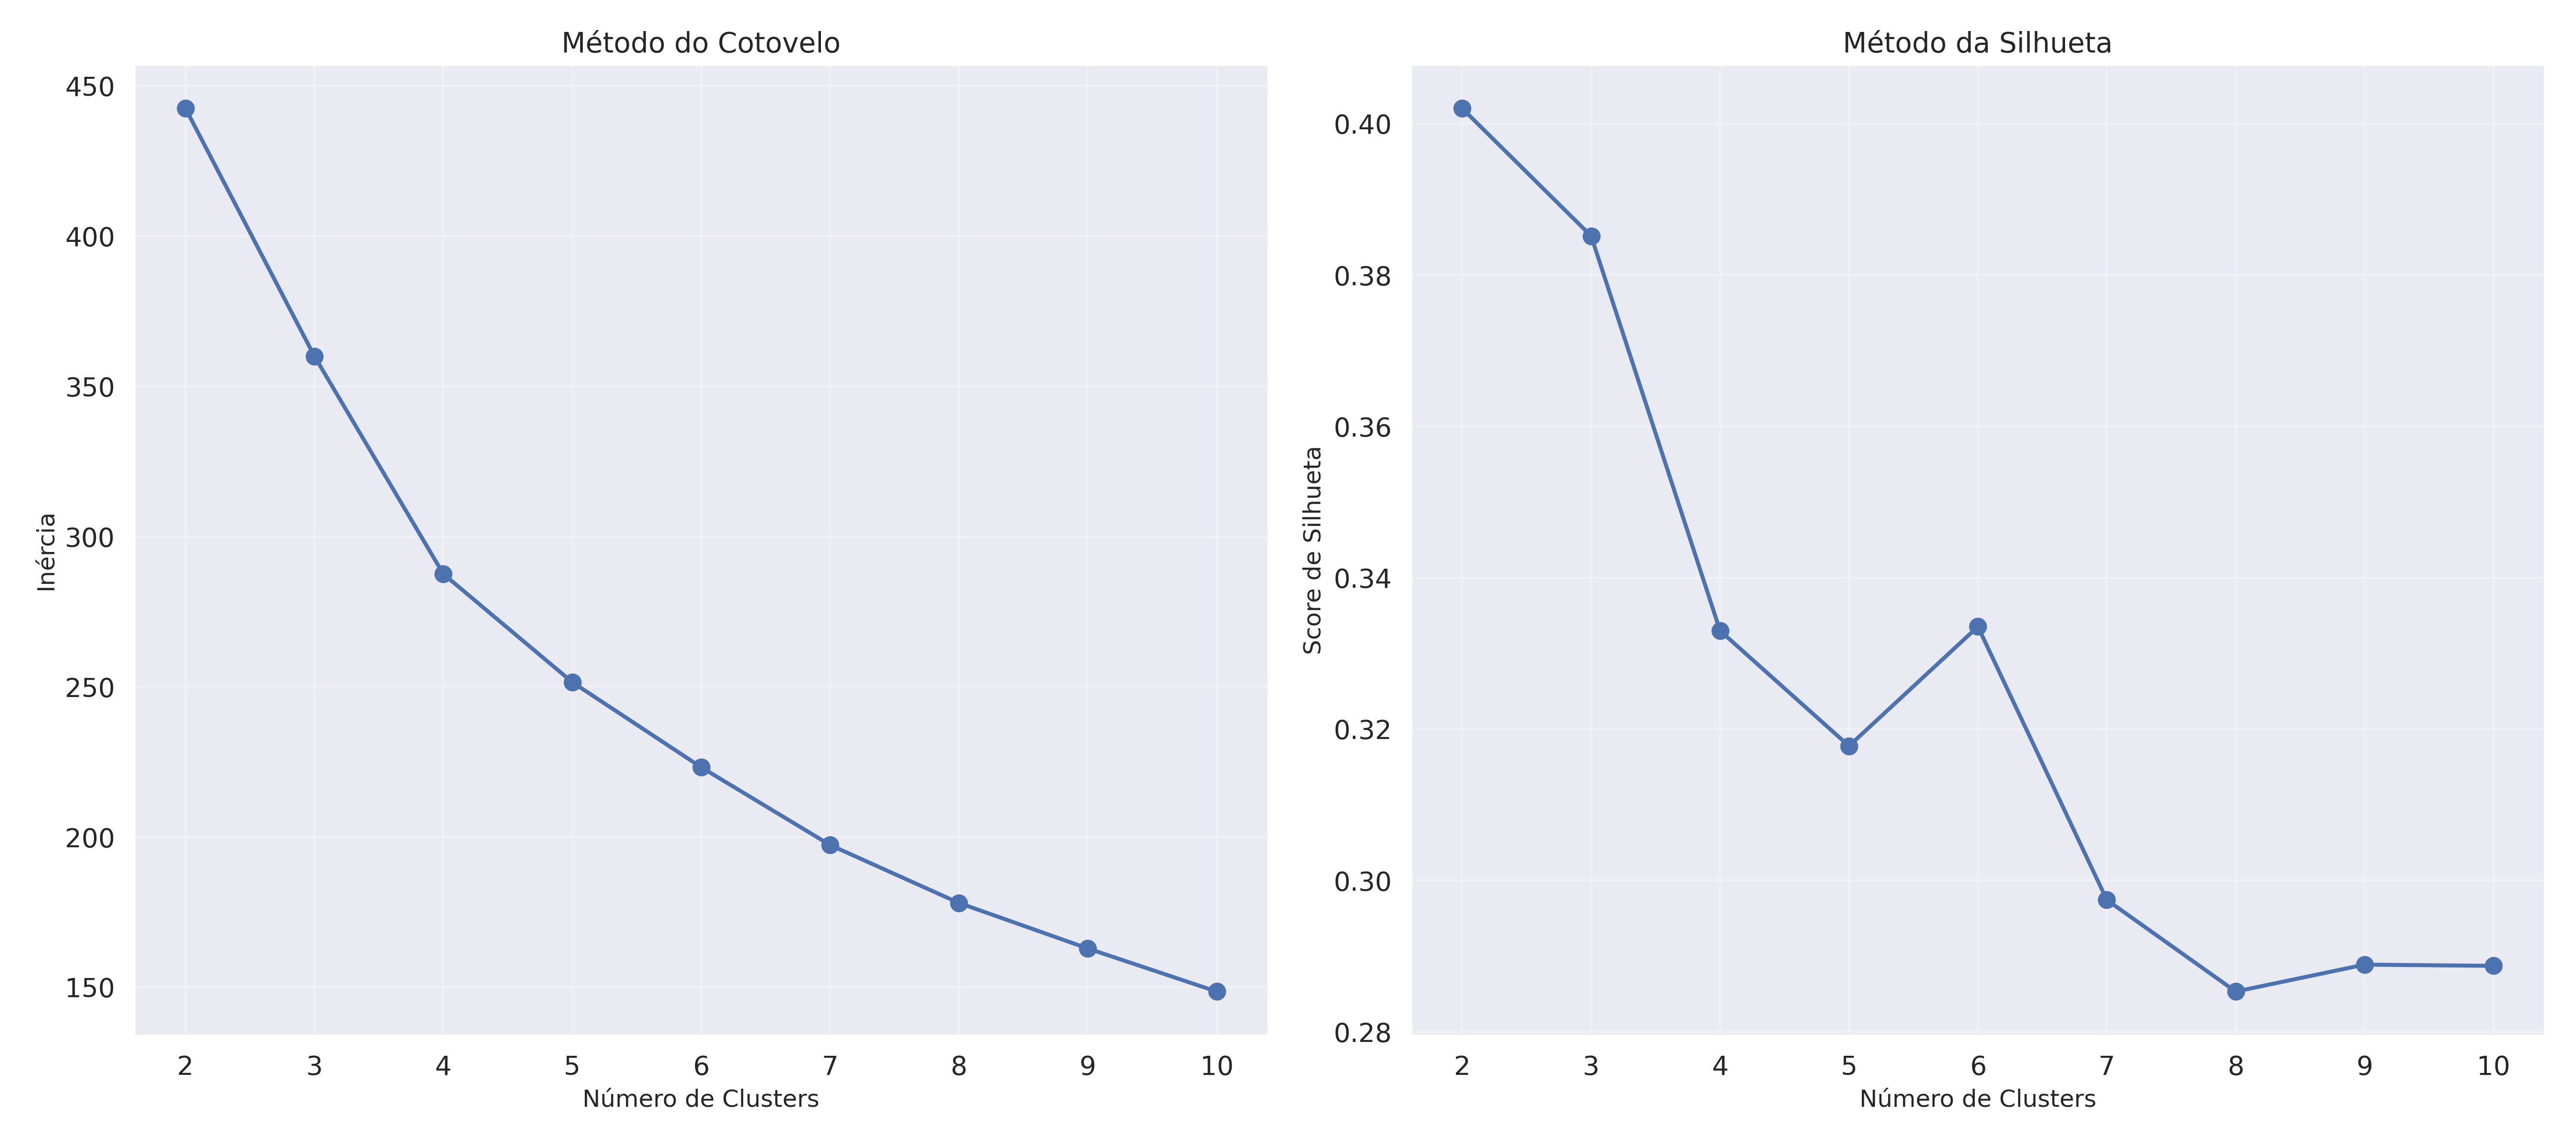 Método do Cotovelo
450
400
350
300
250
200
150
Inércia
2 3 4 5 6 7 8 9 10
Número de Clusters
Método da Silhueta
0.40
0.38
0.36
0.34
0.32
0.30
0.28
Score de Silhueta
2 3 4 5 6 7 8 9 10
Número de Clusters